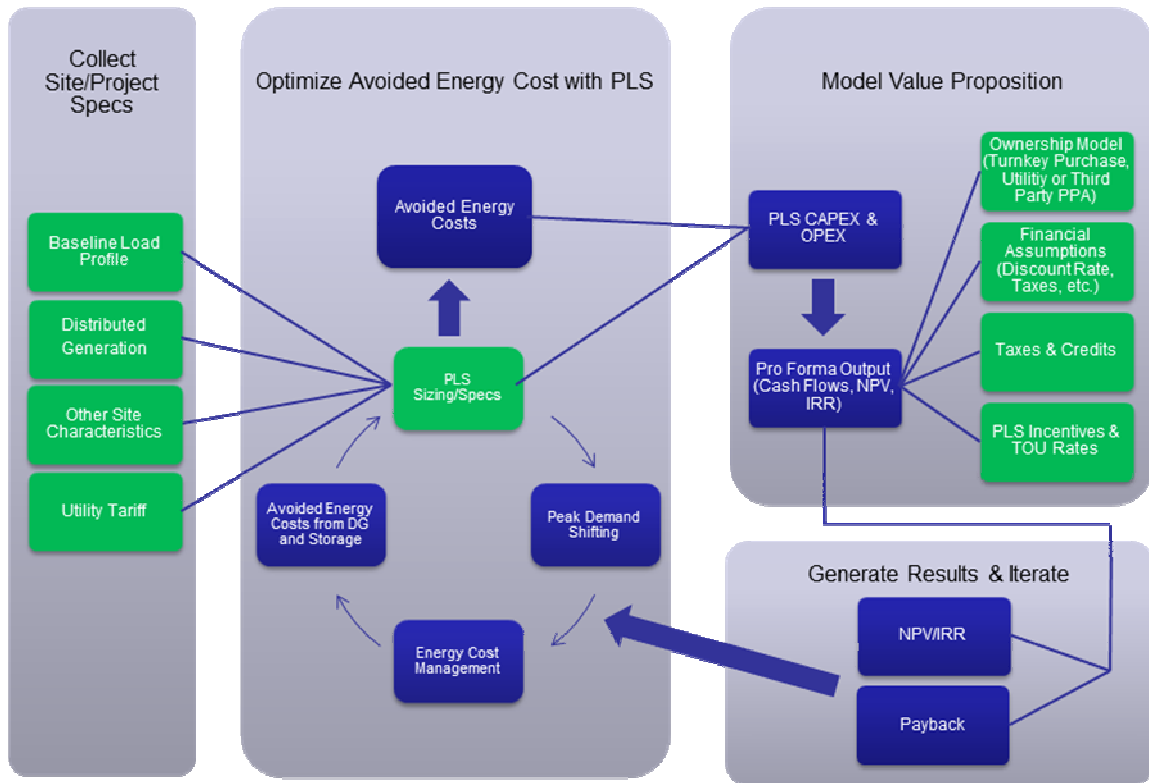 Collect
Site/Project
Specs
Baseline Load
Profile
Distributed
Generation
Other Site
Characteristics
Utility Tariff
Optimize Avoided Energy Cost with PLS
Avoided Energy
Costs
PLS
Sizing/Specs
Avoided Energy
Costs from DG
and Storage
Peak Demand
Shifting
Energy Cost
Management
Model Value Proposition
PLS CAPEX &
OPEX
Pro Forma Output
(Cash Flows, NPV,
IRR)
Ownership Model
(Turnkey Purchase,
Utilitiy or Third
Party PPA)
Financial
Assumptions
(Discount Rate,
Taxes, etc.)
Taxes & Credits
PLS Incentives &
TOU Rates
Generate Results & Iterate
NPV/IRR
Payback